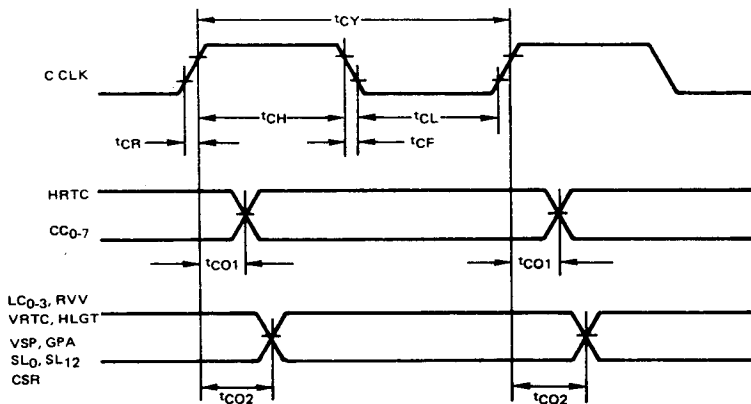 tCY
C CLK
tCH
tCL
tCR
tCF
HRTC
CC0-7
tCO1
tCO1
LC0-3, RVV
VRTC, HLGT
VSP, GPA
SL0, SL12
CSR
tCO2
tCO2